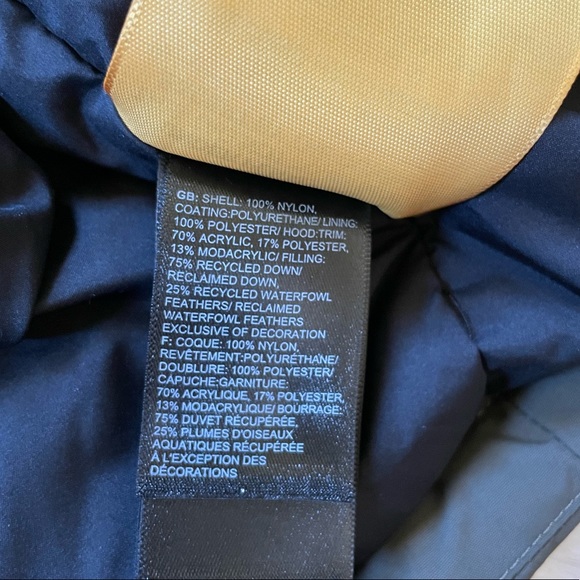 GB: SHELL: 100% NYLON,
COATING:POLYURETHANE/ LINING:
100% POLYESTER/ HOOD:TRIM:
70% ACRYLIC, 17% POLYESTER,
13% MODACRYLIC/ FILLING:
75% RECYCLED DOWN/
RECLAIMED DOWN,
25% RECYCLED WATERFOWL
FEATHERS/ RECLAIMED
WATERFOWL FEATHERS
EXCLUSIVE OF DECORATION
F: COQUE: 100% NYLON,
REVÊTEMENT:POLYURÉTHANE/
DOUBLURE: 100% POLYESTER/
CAPUCHE:GARNITURE:
70% ACRYLIQUE, 17% POLYESTER,
13% MODACRYLIQUE/ BOURRAGE:
75% DUVET RÉCUPÉRÉE,
25% PLUMES D'OISEAUX
AQUATIQUES RÉCUPÉRÉE
À L'EXCEPTION DES
DÉCORATIONS